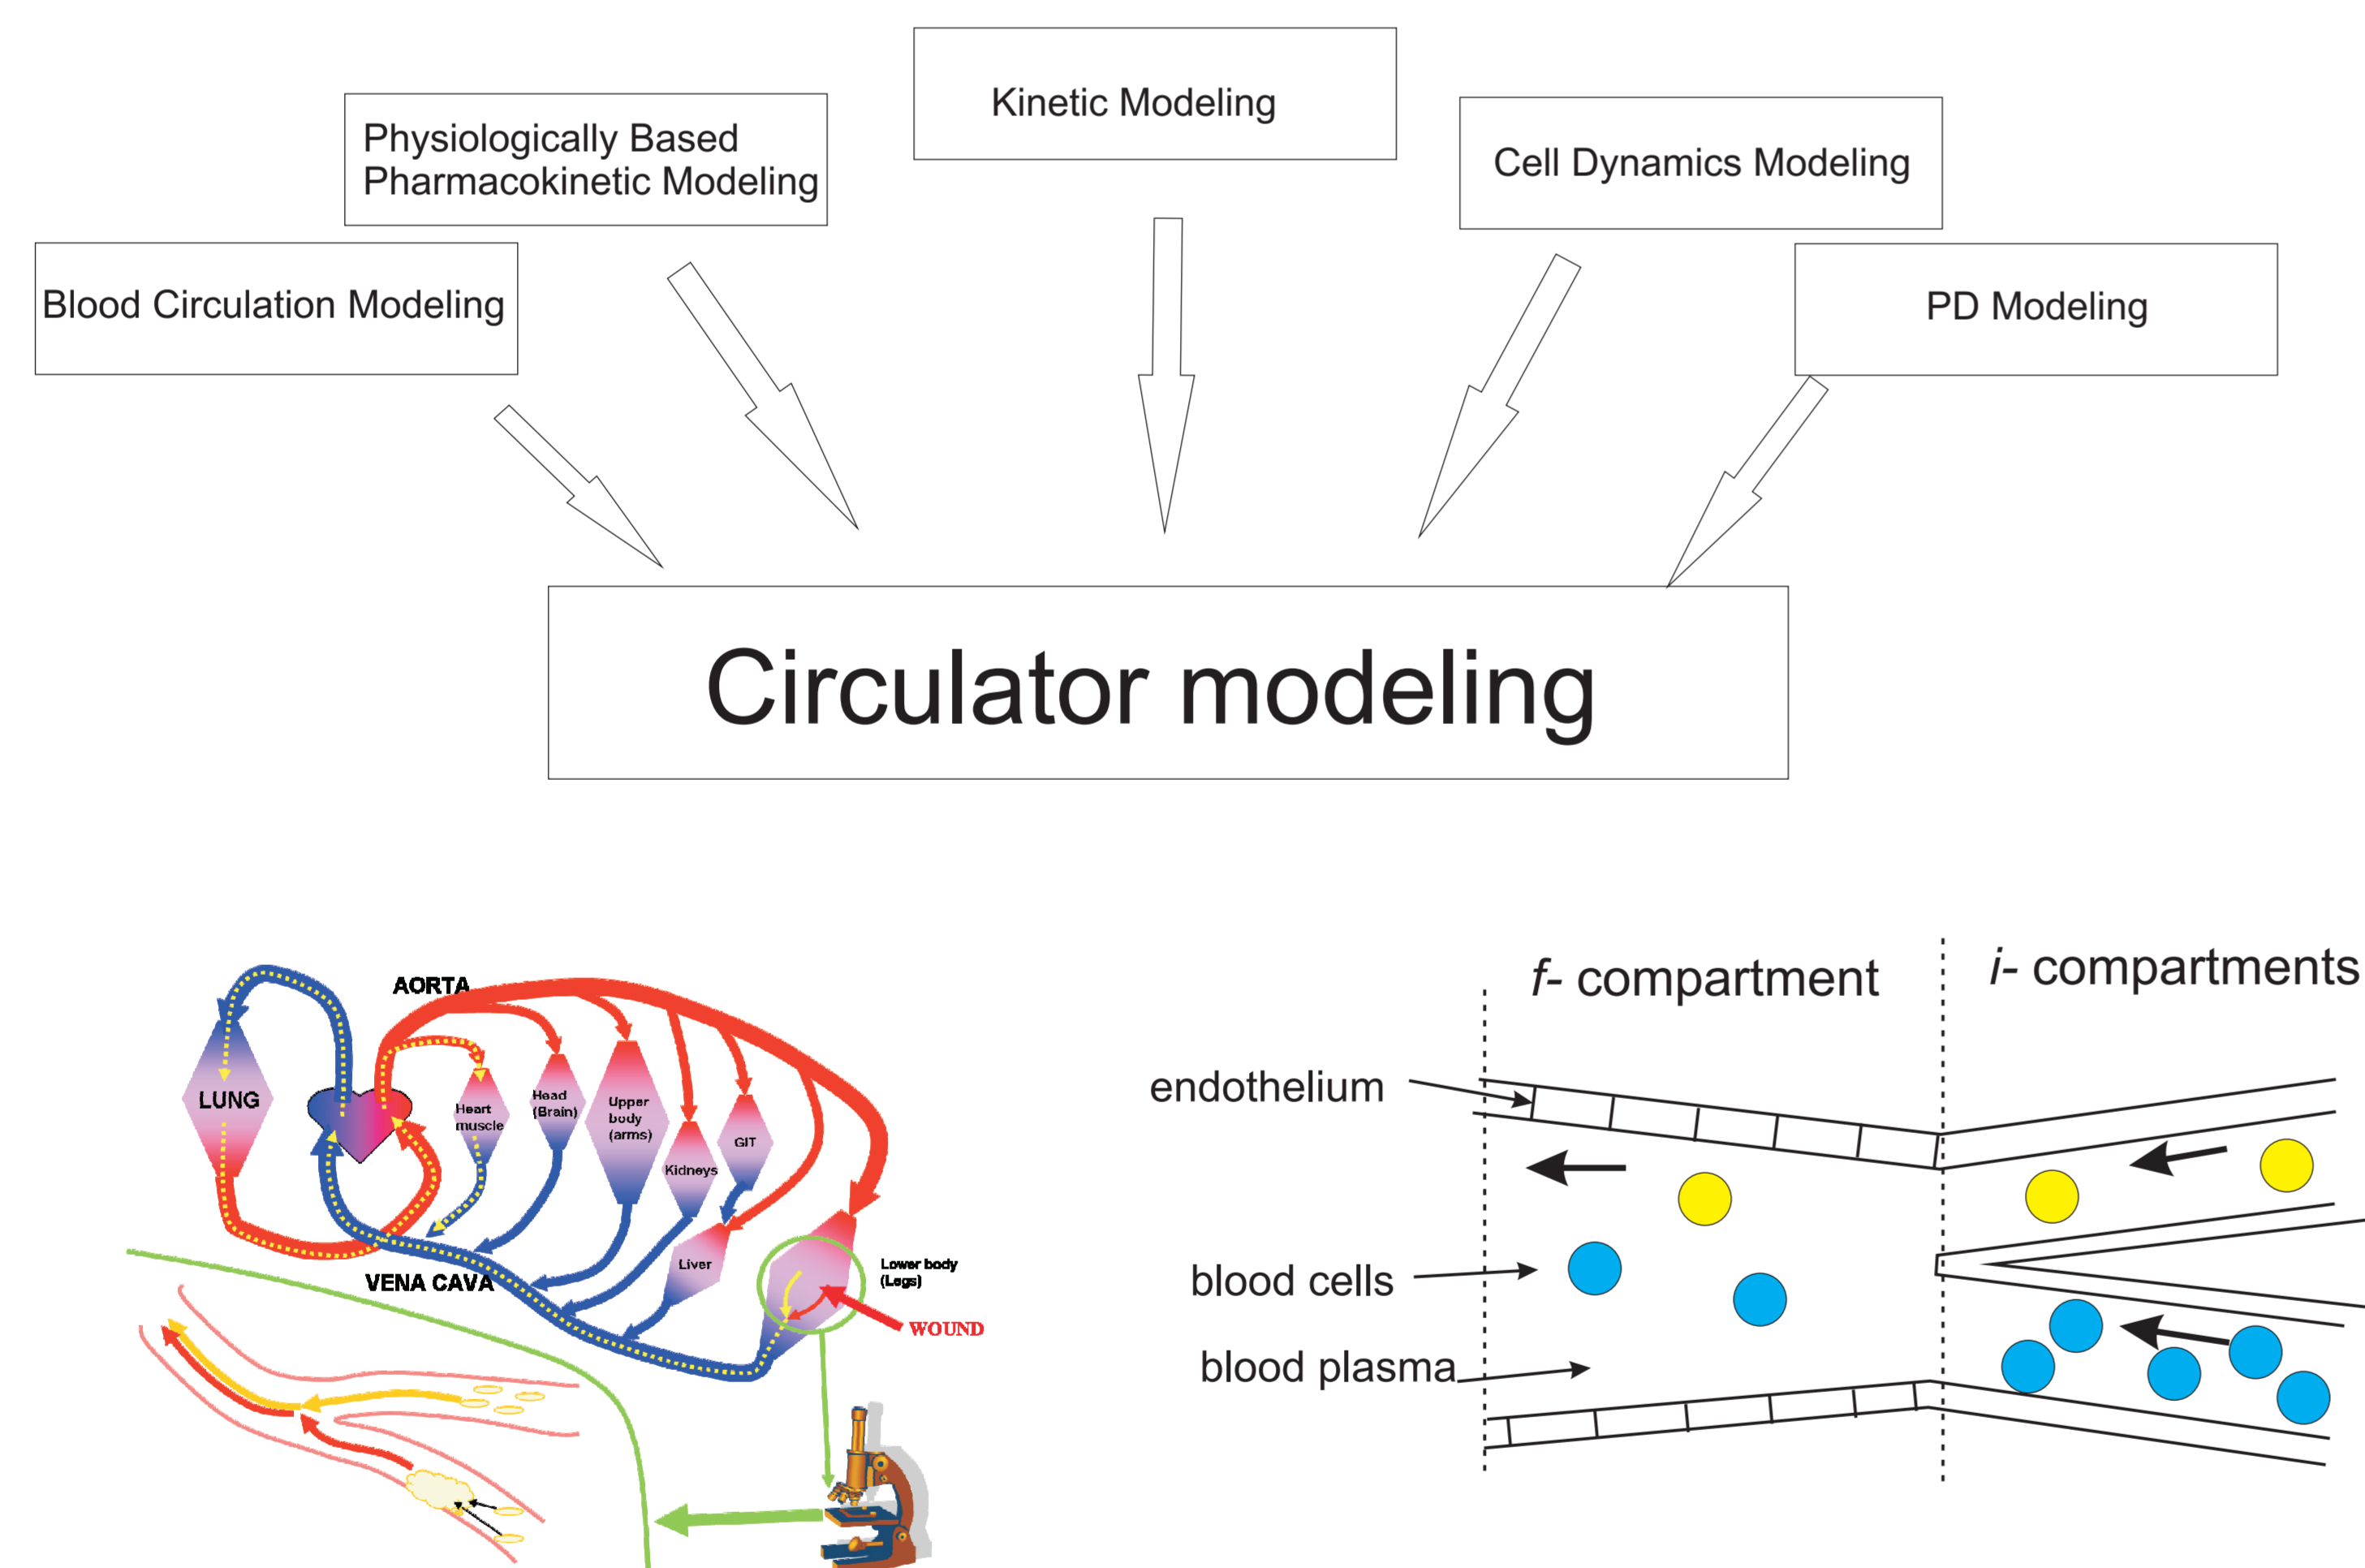 Kinetic Modeling
Physiologically Based
Pharmacokinetic Modeling
Cell Dynamics Modeling
Blood Circulation Modeling
PD Modeling
Circulator modeling
AORTA
LUNG
Heart
muscle
Head
(Brain)
Upper
body
(arms)
Kidneys
GIT
Liver
Lower body
(Legs)
VENA CAVA
WOUND
f- compartment
i- compartments
endothelium
blood cells
blood plasma